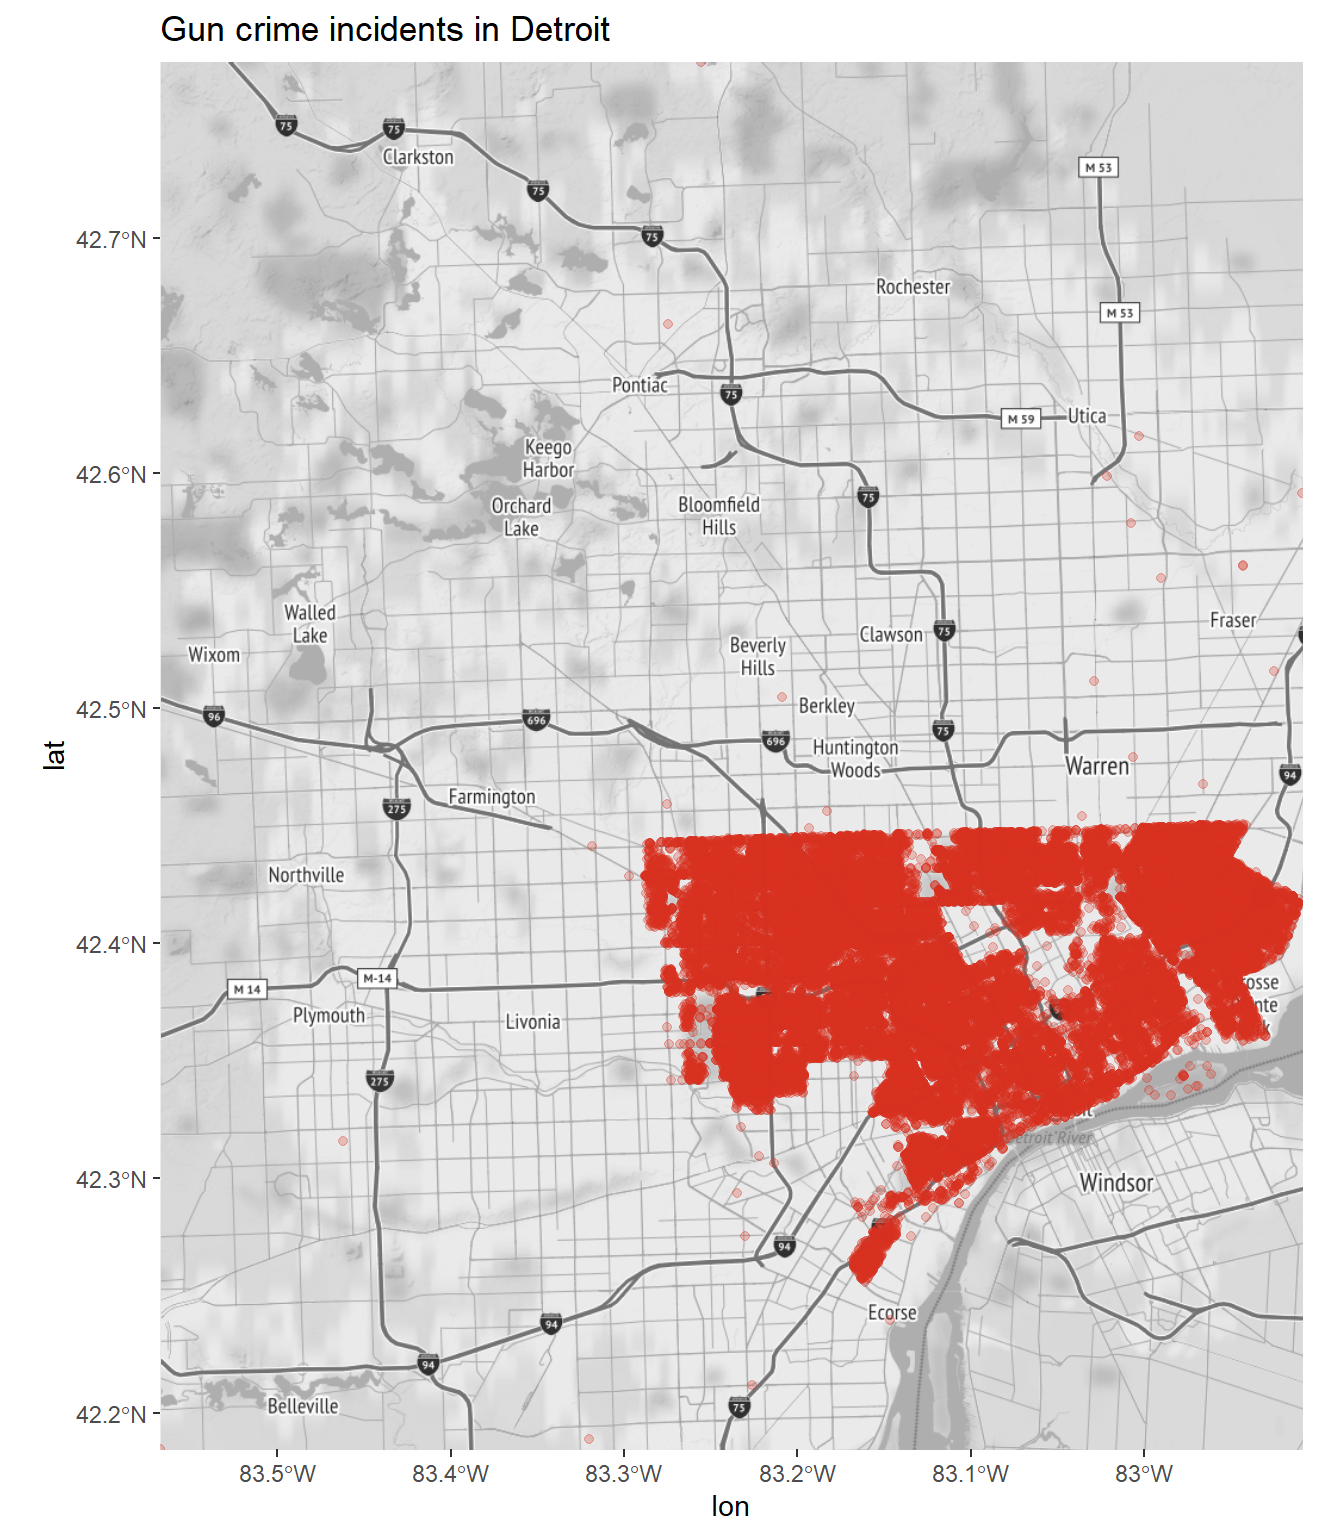 Gun crime incidents in Detroit
75
75
Clarkston
M 53
75
75
42.7°N
Rochester
M 53
Pontiac
75
M 59
Utica
Keego
Harbor
42.6°N
75
Orchard
Lake
Bloomfield
Hills
Walled
Lake
Fraser
75
Clawson
Beverly
Hills
Wixom
42.5°N
Berkley
96
696
75
696
Huntington
Woods
Warren
94
lat
Farmington
275
Northville
42.4°N
M-14
M 14
Plymouth
Livonia
275
42.3°N
Windsor
94
Ecorse
94
94
Belleville
75
42.2°N
83.5°W
83.4°W
83.3°W
83.2°W
83.1°W
83°W
lon